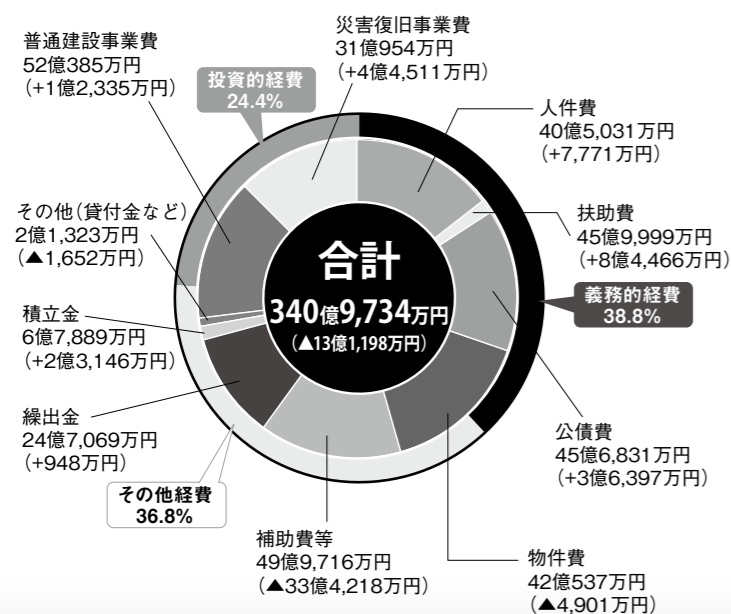 災害復旧事業費
31億954万円
（+4億4,511万円）
普通建設事業費
52億385万円
（+1億2,335万円）
投資的経費
24.4%
人件費
40億5,031万円
（+7,771万円）
その他（貸付金など）
2億1,323万円
（▲1,652万円）
扶助費
45億9,999万円
（+8億4,466万円）
合計
340億9,734万円
（▲13億1,198万円）
義務的経費
38.8%
積立金
6億7,889万円
（+2億3,146万円）
繰出金
24億7,069万円
（+948万円）
公債費
45億6,831万円
（+3億6,397万円）
その他経費
36.8%
補助費等
49億9,716万円
（▲33億4,218万円）
物件費
42億537万円
（▲4,901万円）